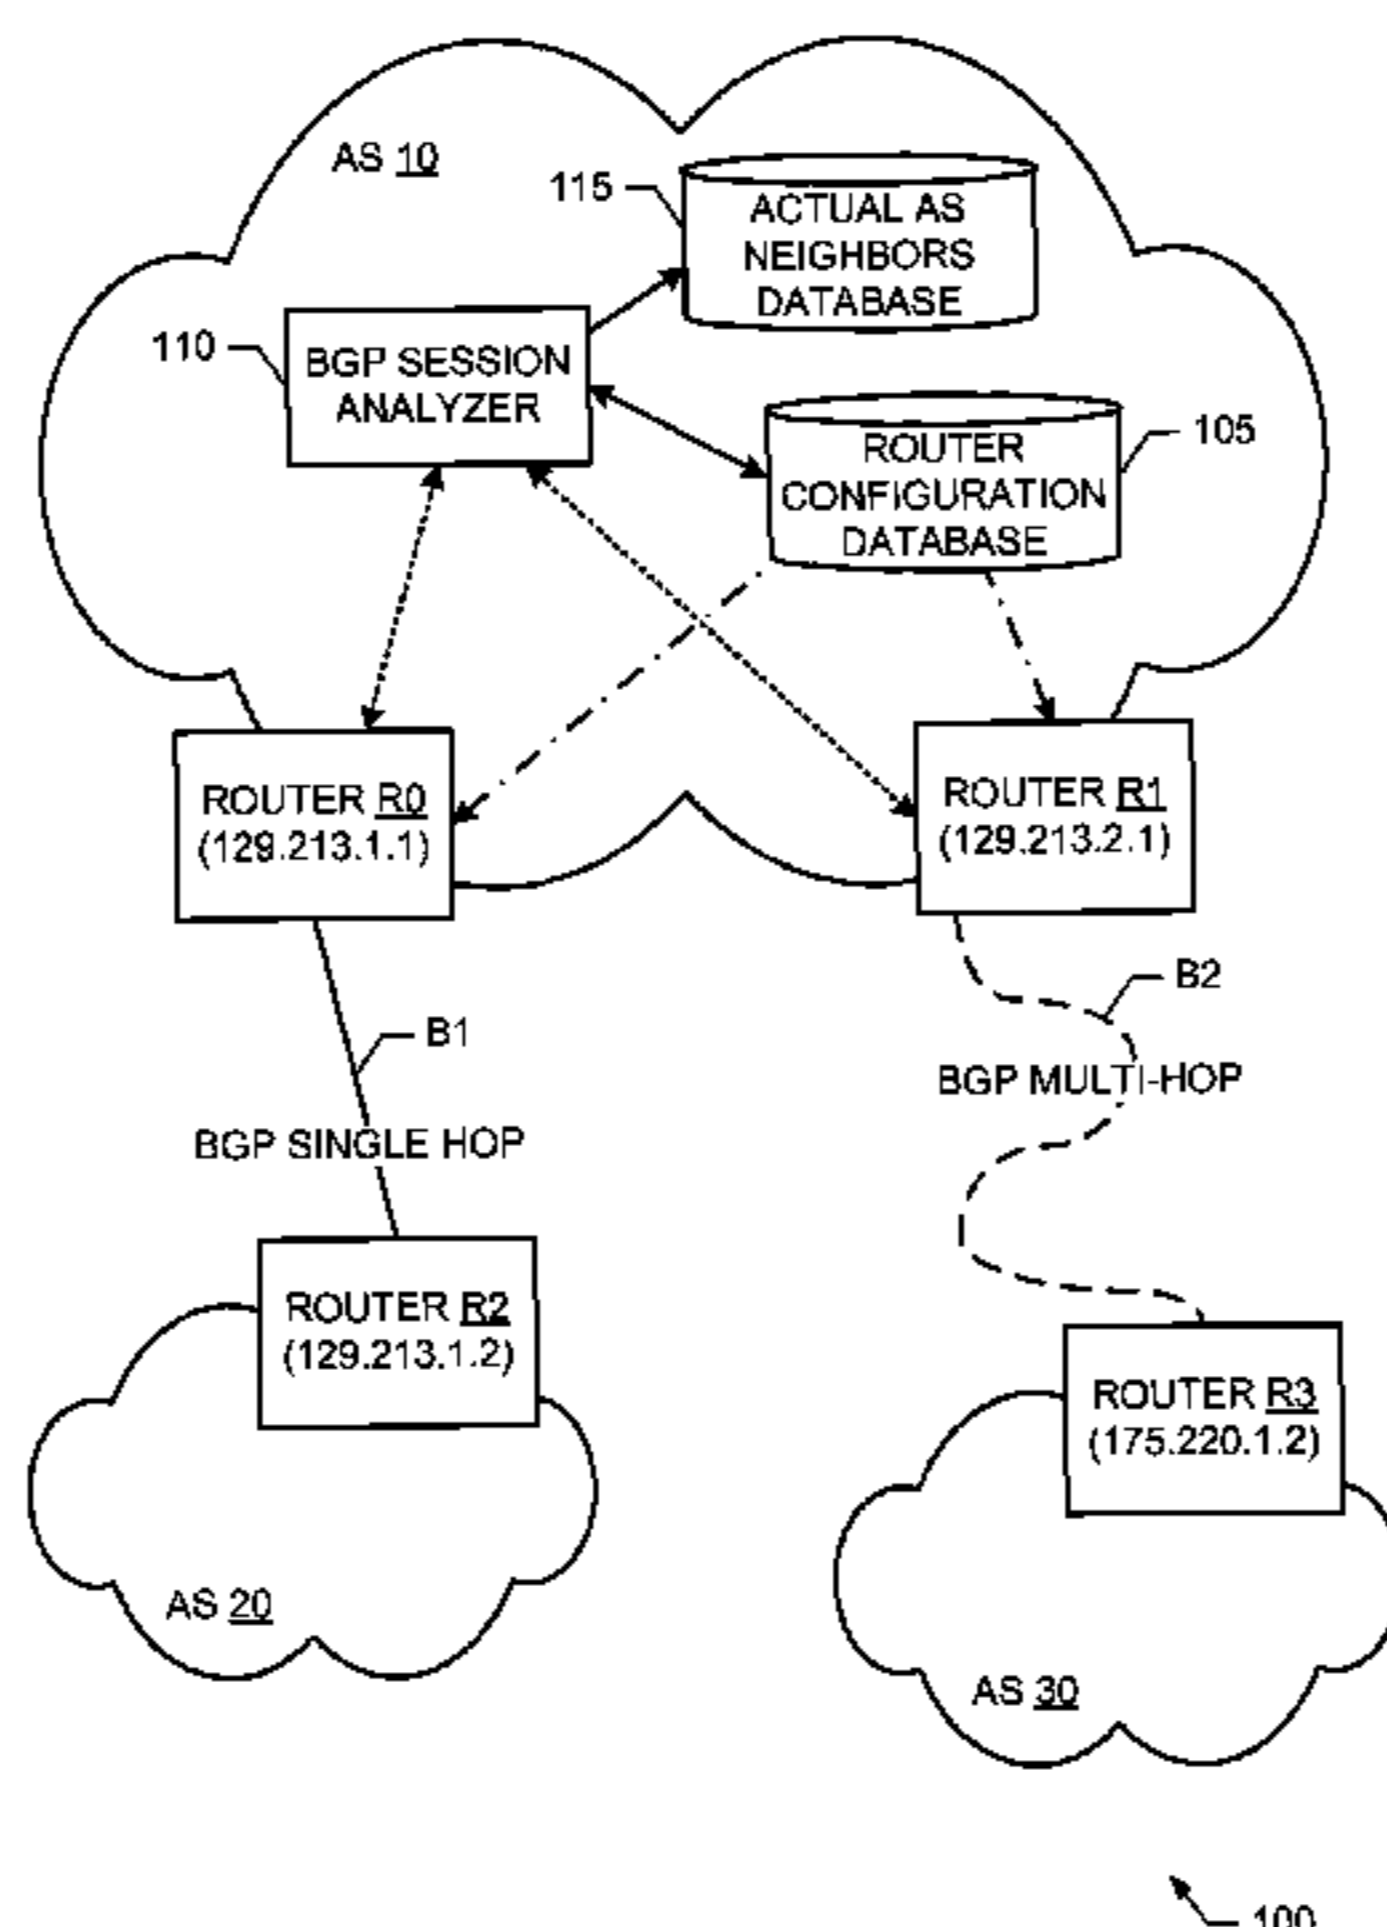 AS 10
115
ACTUAL AS
NEIGHBORS
DATABASE
110
BGP SESSION
ANALYZER
105
ROUTER
CONFIGURATION
DATABASE
ROUTER R0
(129.213.1.1)
ROUTER R1
(129.213.2.1)
B2
B1
BGP MULTI-HOP
BGP SINGLE HOP
ROUTER R2
(129.213.1.2)
ROUTER R3
(175.220.1.2)
AS 20
AS 30
100